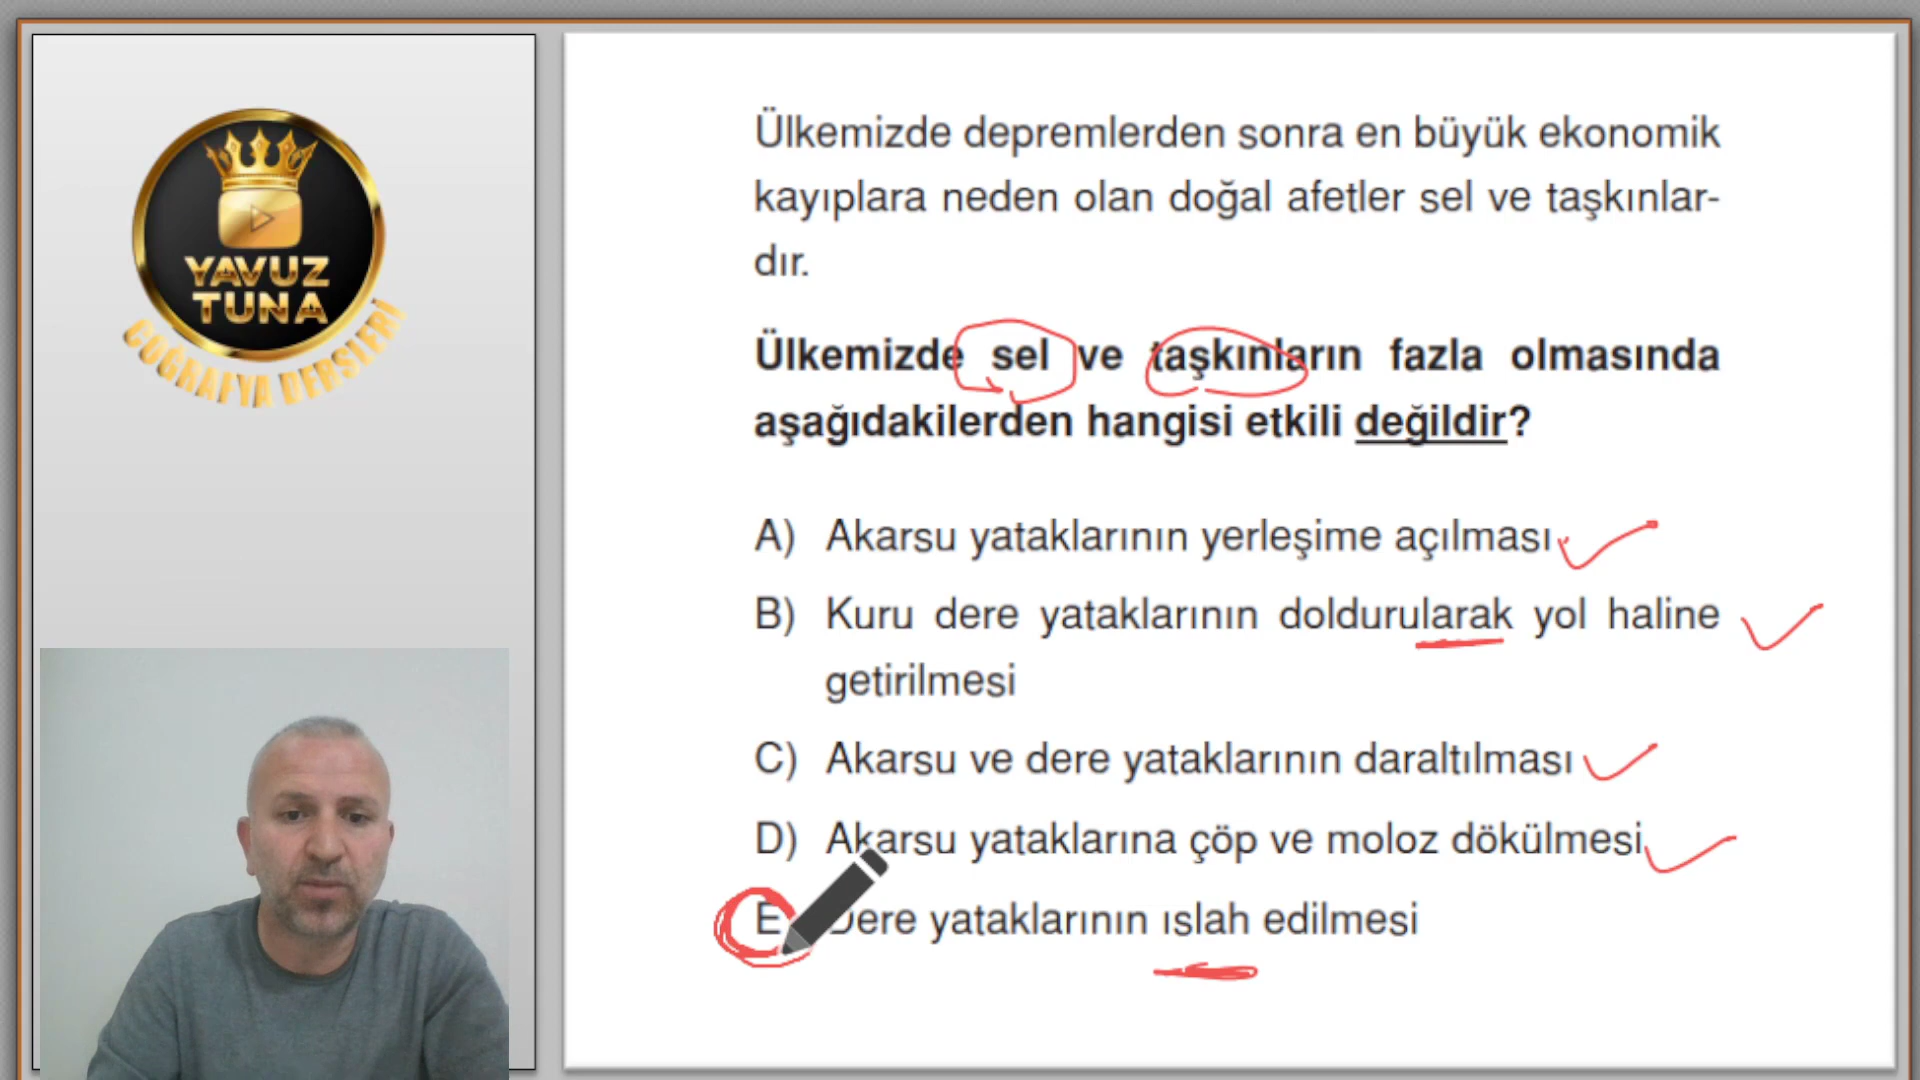 YAVUZ
TUNA
COĞRAFYA DERSLERİ
Ülkemizde depremlerden sonra en büyük ekonomik
kayıplara neden olan doğal afetler sel ve taşkınlar-
dır.
Ülkemizde sel ve taşkınların fazla olmasında
aşağıdakilerden hangisi etkili değildir?
A) Akarsu yataklarının yerleşime açılması
B) Kuru dere yataklarının doldurularak yol haline
getirilmesi
C) Akarsu ve dere yataklarının daraltılması
D) Akarsu yataklarına çöp ve moloz dökülmesi
E Dere yataklarının ıslah edilmesi